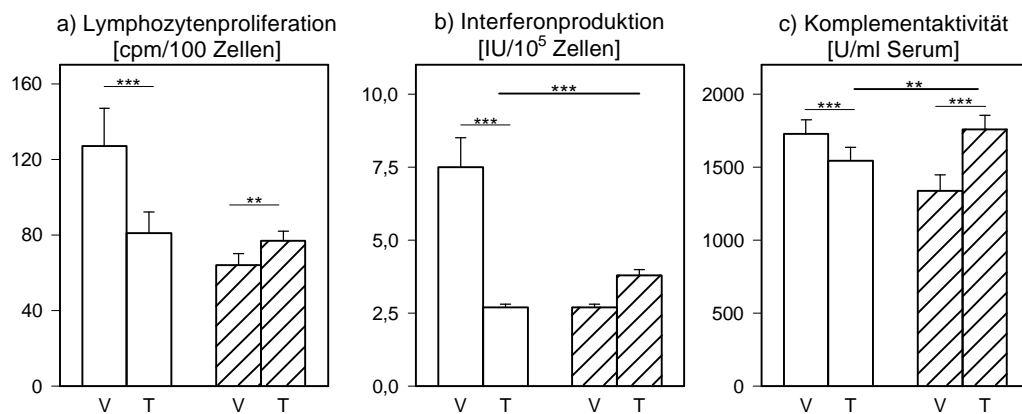 a) Lymphozytenproliferation
[cpm/100 Zellen]
160
120
80
40
0
***
**
V T V T
b) Interferonproduktion
[IU/10⁵ Zellen]
10,0
7,5
5,0
2,5
0,0
***
***
V T V T
c) Komplementaktivität
[U/ml Serum]
2000
1500
1000
500
0
**
*** ***
V T V T